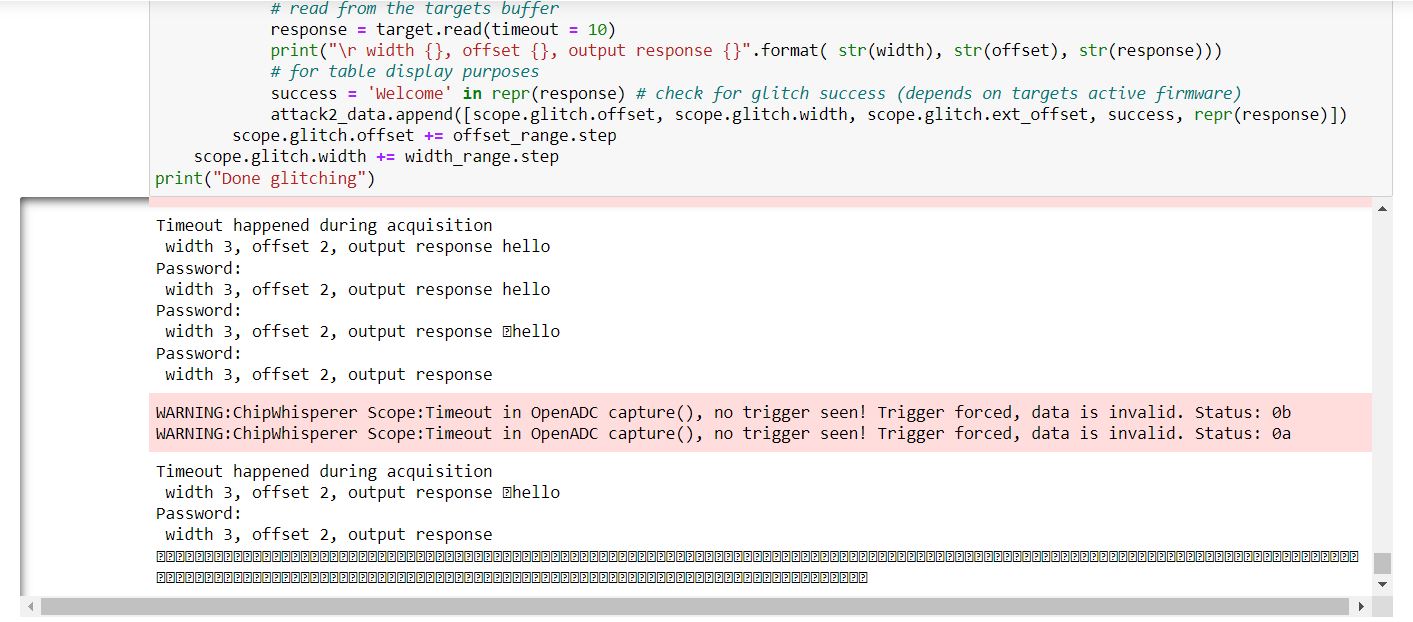 # read from the targets buffer
response = target.read(timeout = 10)
print("\r width {}, offset {}, output response {}".format( str(width), str(offset), str(response)))
# for table display purposes
success = 'Welcome' in repr(response) # check for glitch success (depends on targets active firmware)
attack2_data.append([scope.glitch.offset, scope.glitch.width, scope.glitch.ext_offset, success, repr(response)])
scope.glitch.offset += offset_range.step
scope.glitch.width += width_range.step
print("Done glitching")
Timeout happened during acquisition
width 3, offset 2, output response hello
Password:
width 3, offset 2, output response hello
Password:
width 3, offset 2, output response �hello
Password:
width 3, offset 2, output response
WARNING:ChipWhisperer Scope:Timeout in OpenADC capture(), no trigger seen! Trigger forced, data is invalid. Status: 0b
WARNING:ChipWhisperer Scope:Timeout in OpenADC capture(), no trigger seen! Trigger forced, data is invalid. Status: 0a
Timeout happened during acquisition
width 3, offset 2, output response �hello
Password:
width 3, offset 2, output response